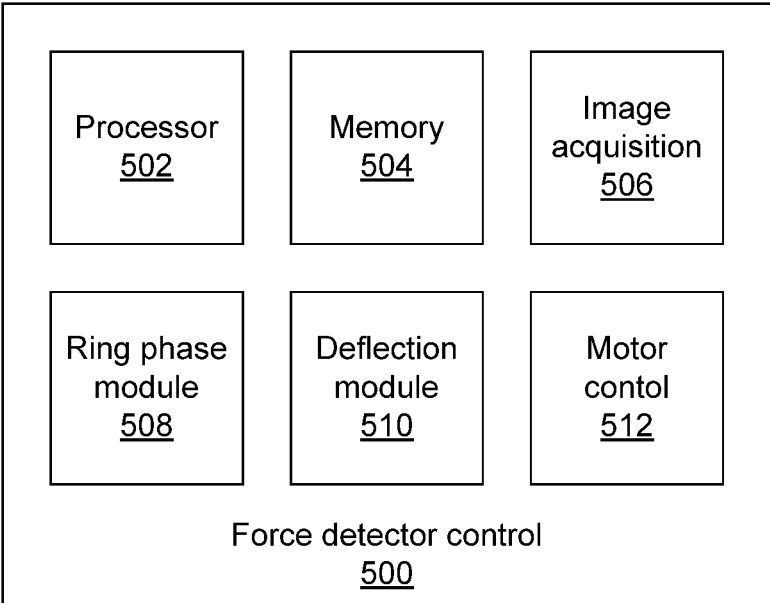 Processor
502
Memory
504
Image
acquisition
506
Ring phase
module
508
Deflection
module
510
Motor
contol
512
Force detector control
500